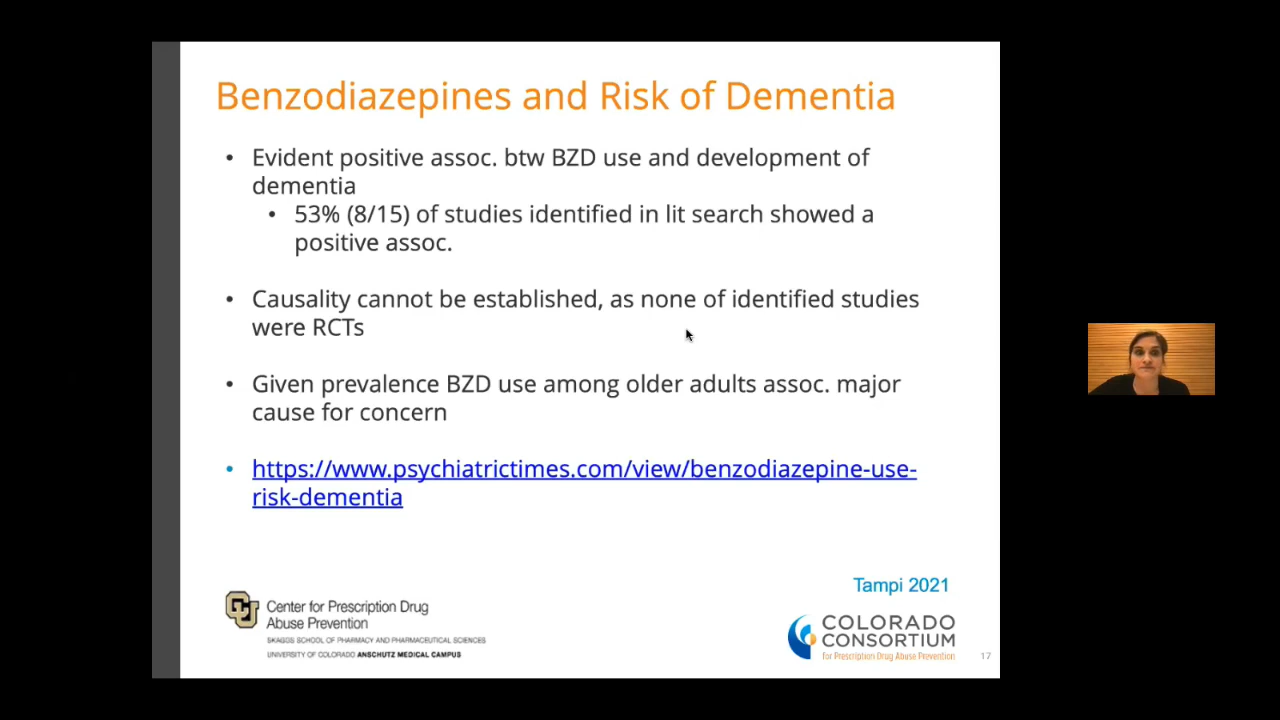 Benzodiazepines and Risk of Dementia
• Evident positive assoc. btw BZD use and development of
dementia
• 53% (8/15) of studies identified in lit search showed a
positive assoc.
• Causality cannot be established, as none of identified studies
were RCTs
• Given prevalence BZD use among older adults assoc. major
cause for concern
• https://www.psychiatrictimes.com/view/benzodiazepine-use-
risk-dementia
Tampi 2021
CU
Center for Prescription Drug
Abuse Prevention
SKAGGS SCHOOL OF PHARMACY AND PHARMACEUTICAL SCIENCES
UNIVERSITY OF COLORADO ANSCHUTZ MEDICAL CAMPUS
COLORADO
CONSORTIUM
for Prescription Drug Abuse Prevention
17